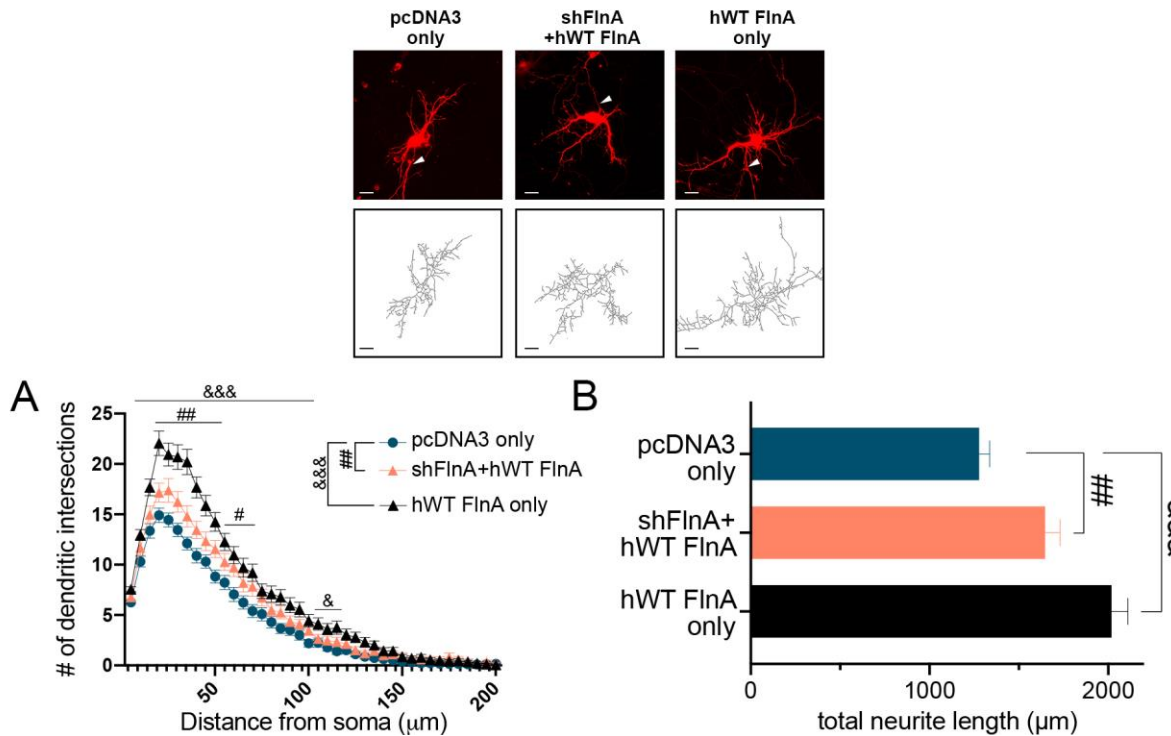 pcDNA3
only
shFlnA
+hWT FlnA
hWT FlnA
only
A
# of dendritic intersections
25
20
15
10
5
0
50
100
150
200
Distance from soma (μm)
&&&
##
#
&
&&&
##
pcDNA3 only
shFlnA+hWT FlnA
hWT FlnA only
B
pcDNA3
only
shFlnA+
hWT FlnA
hWT FlnA
only
##
0
1000
2000
total neurite length (μm)